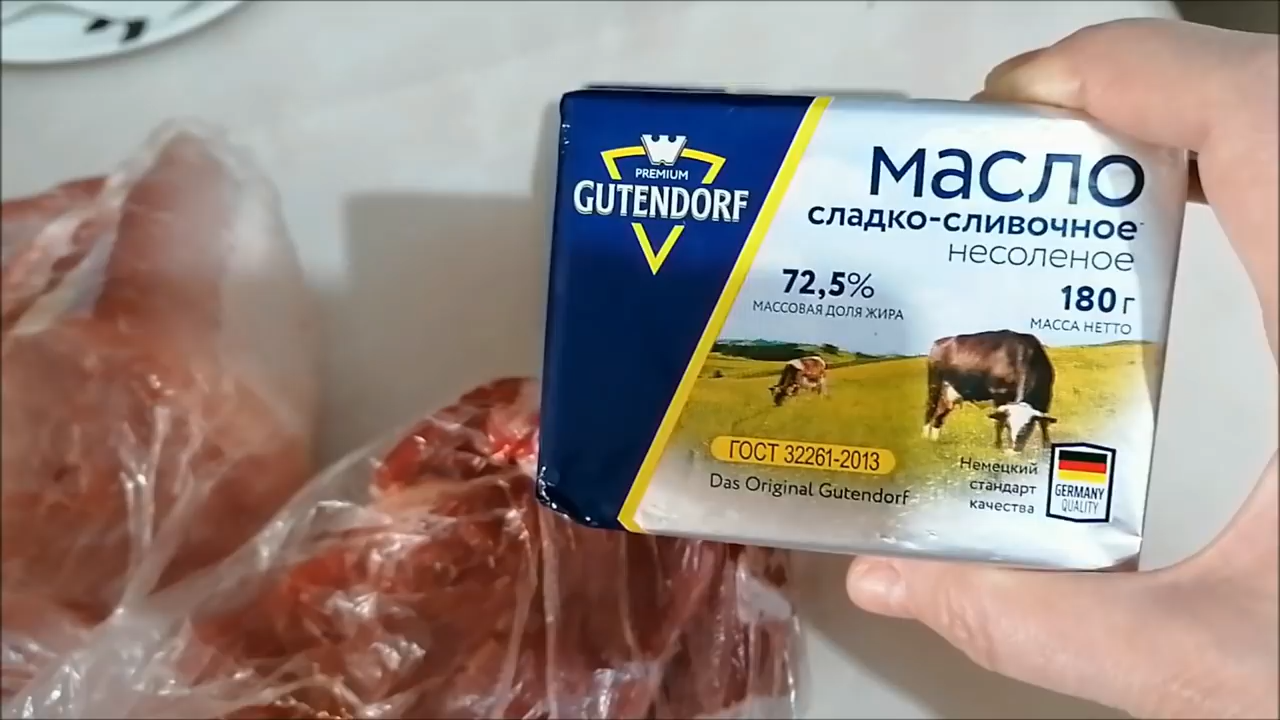 PREMIUM
GUTENDORF
масло
сладко-сливочное
несоленое
72,5%
МАССОВАЯ ДОЛЯ ЖИРА
180 г
МАССА НЕТТО
ГОСТ 32261-2013
Das Original Gutendorf
Немецкий
стандарт
качества
GERMANY
QUALITY